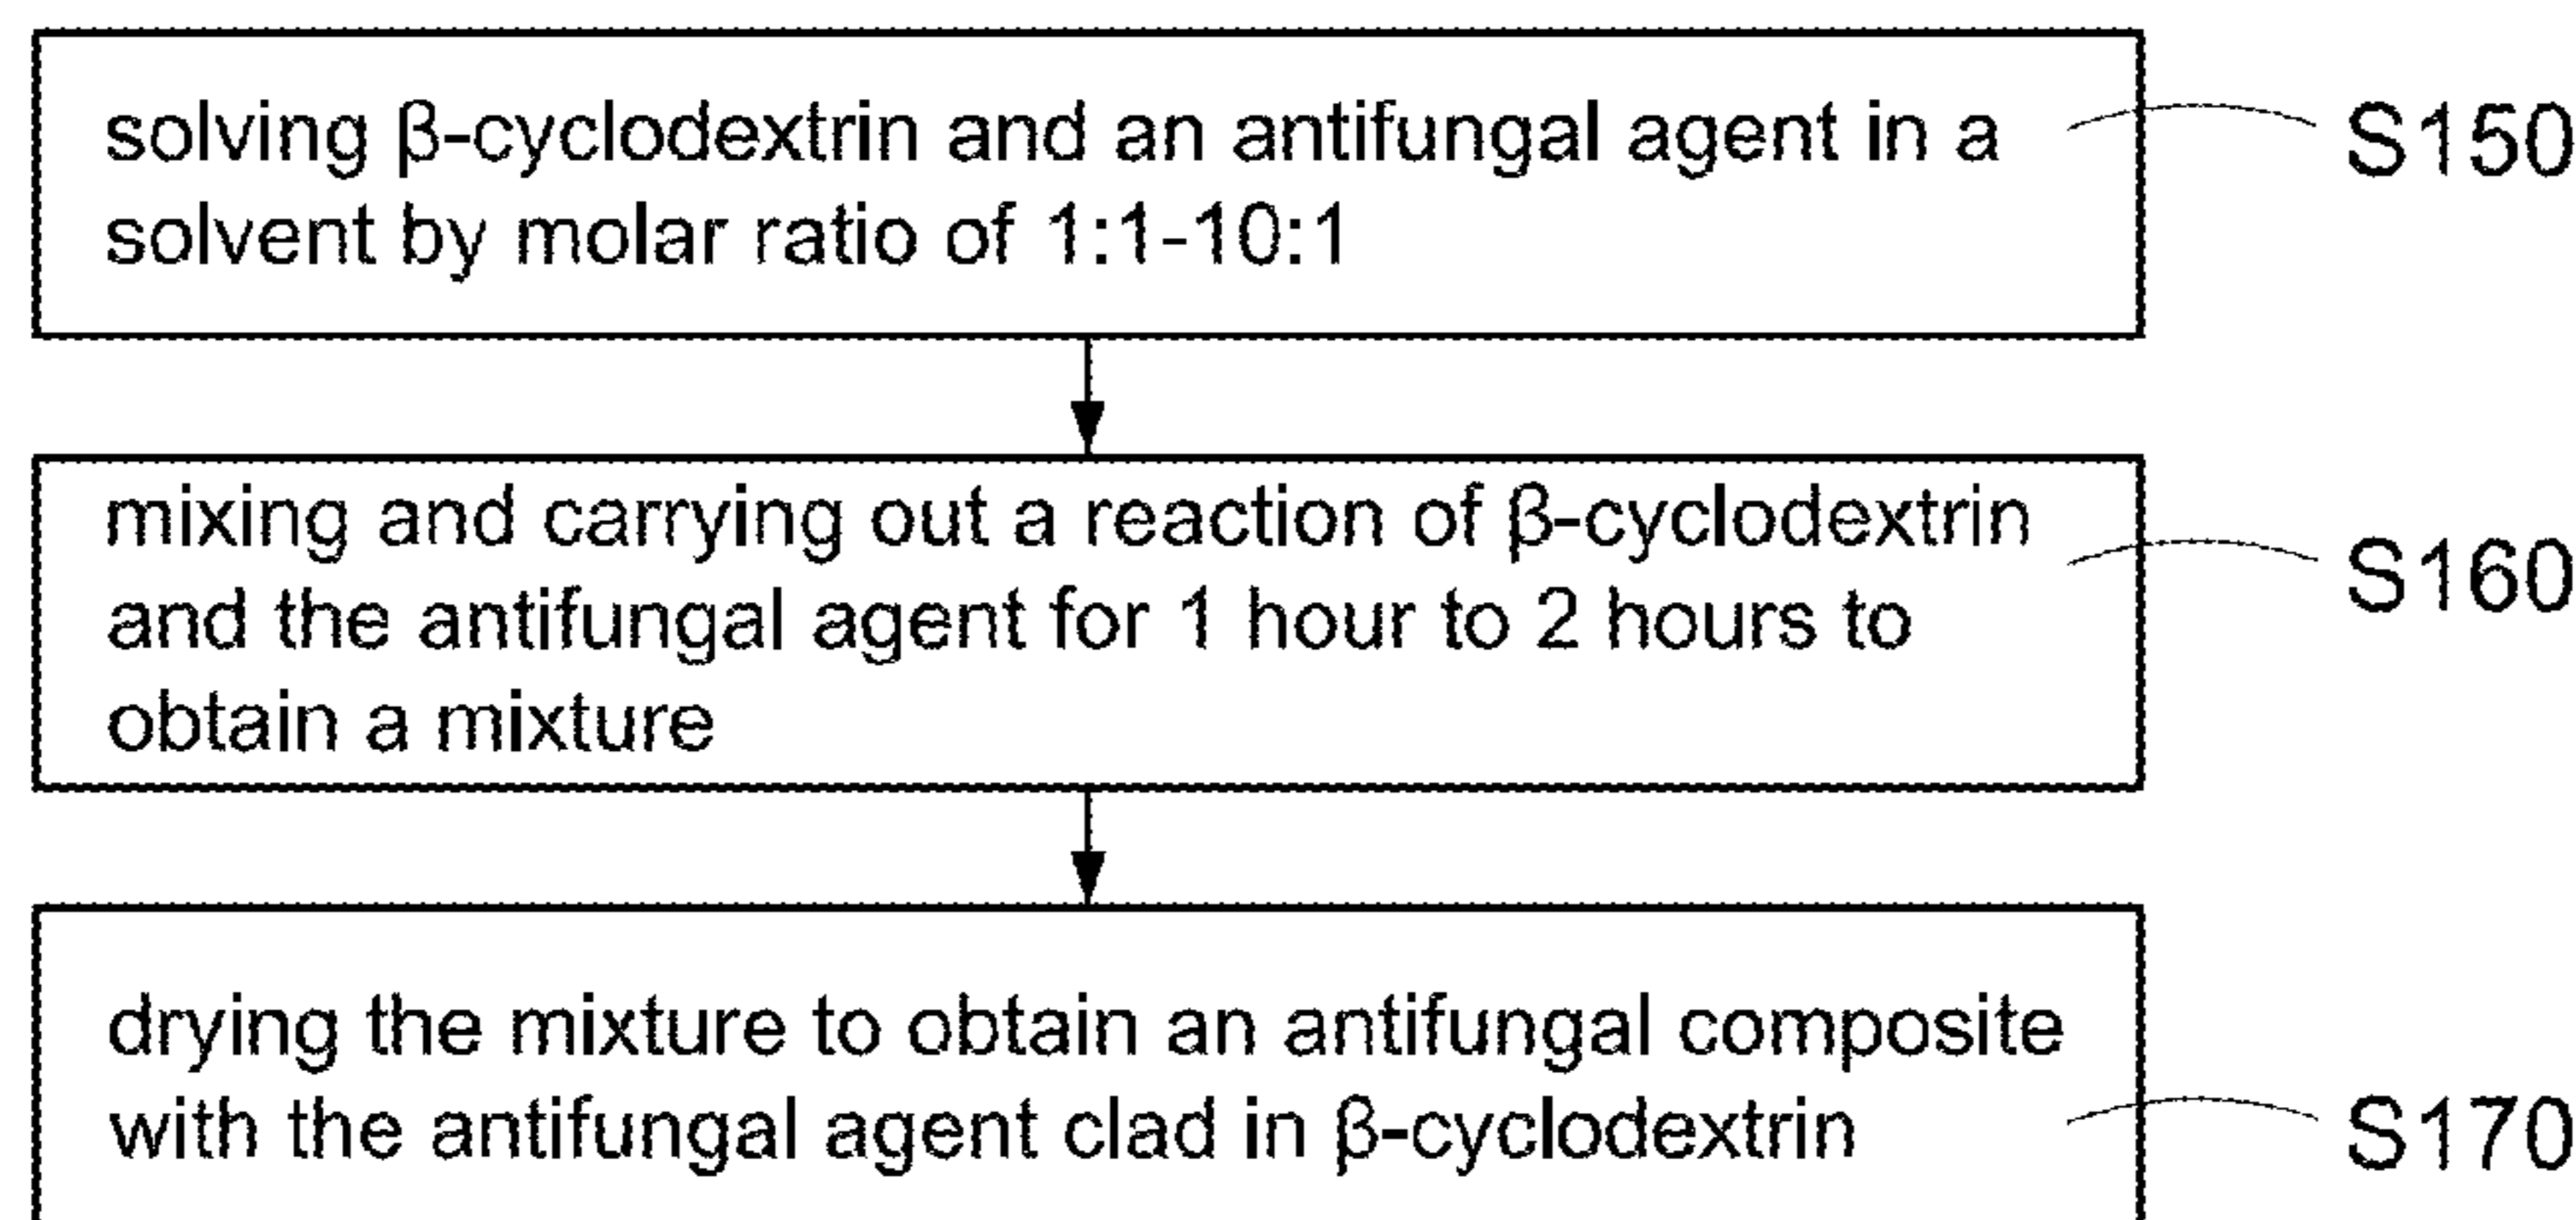 solving β-cyclodextrin and an antifungal agent in a
solvent by molar ratio of 1:1-10:1
S150
mixing and carrying out a reaction of β-cyclodextrin
and the antifungal agent for 1 hour to 2 hours to
obtain a mixture
S160
drying the mixture to obtain an antifungal composite
with the antifungal agent clad in β-cyclodextrin
S170